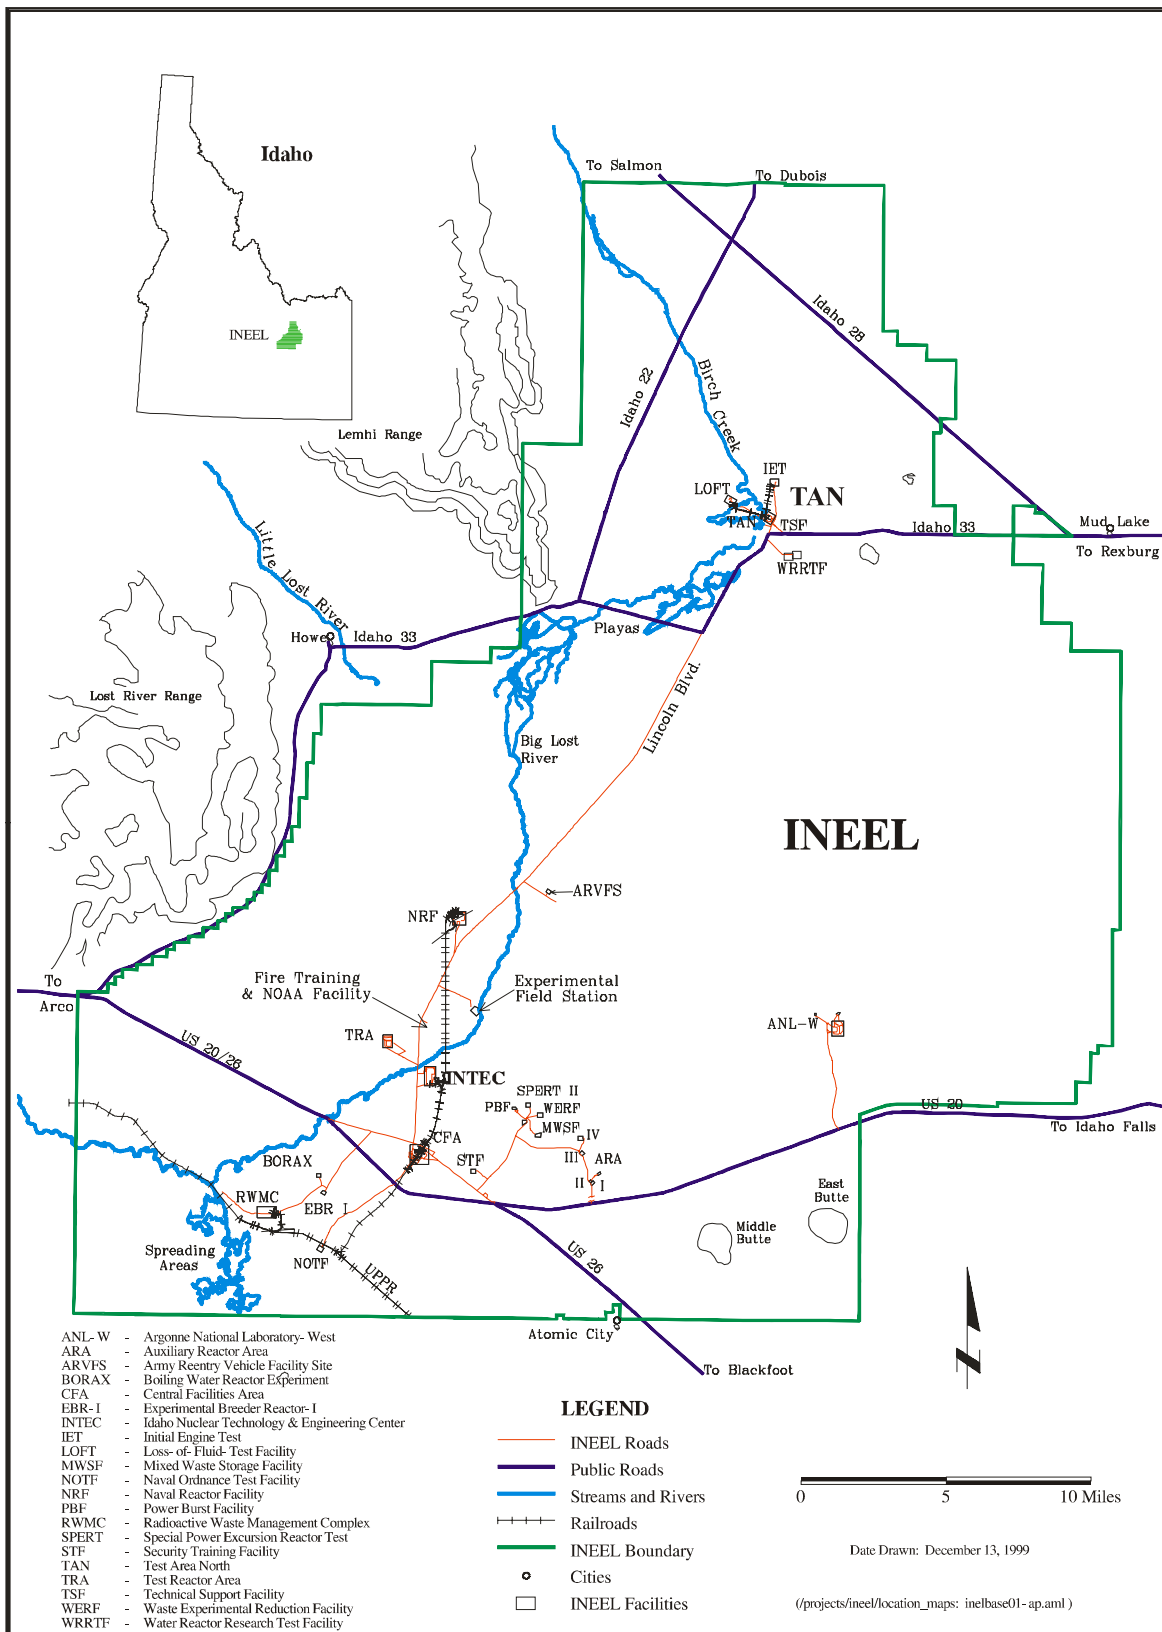 Idaho
INEEL
To Salmon
To Dubois
Idaho 28
Idaho 22
Birch Creek
Lemhi Range
IET
LOFT
TAN
TAN
TSF
Idaho 33
Mud Lake
To Rexburg
WRRTF
Little Lost River
Howe
Idaho 33
Playas
Lost River Range
Lincoln Blvd.
Big Lost
River
INEEL
ARVFS
NRF
To
Arco
Fire Training
& NOAA Facility
Experimental
Field Station
US 20/26
TRA
ANL-W
INTEC
SPERT II
PBF
WERF
MWSF
IV
III
ARA
II
I
US 20
To Idaho Falls
CFA
STF
BORAX
RWMC
EBR I
East
Butte
Middle
Butte
Spreading
Areas
NOTF
UPPR
US 26
Atomic City
To Blackfoot
ANL-W - Argonne National Laboratory-West
ARA - Auxiliary Reactor Area
ARVFS - Army Reentry Vehicle Facility Site
BORAX - Boiling Water Reactor Experiment
CFA - Central Facilities Area
EBR-I - Experimental Breeder Reactor-I
INTEC - Idaho Nuclear Technology & Engineering Center
IET - Initial Engine Test
LOFT - Loss-of-Fluid-Test Facility
MWSF - Mixed Waste Storage Facility
NOTF - Naval Ordnance Test Facility
NRF - Naval Reactor Facility
PBF - Power Burst Facility
RWMC - Radioactive Waste Management Complex
SPERT - Special Power Excursion Reactor Test
STF - Security Training Facility
TAN - Test Area North
TRA - Test Reactor Area
TSF - Technical Support Facility
WERF - Waste Experimental Reduction Facility
WRRTF - Water Reactor Research Test Facility
LEGEND
INEEL Roads
Public Roads
Streams and Rivers
Railroads
INEEL Boundary
Cities
INEEL Facilities
N
0 5 10 Miles
Date Drawn: December 13, 1999
(/projects/ineel/location_maps: inelbase01-ap.aml )